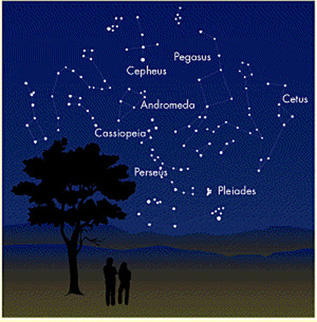 Pegasus
Cepheus
Cetus
Andromeda
Cassiopeia
Perseus
Pleiades